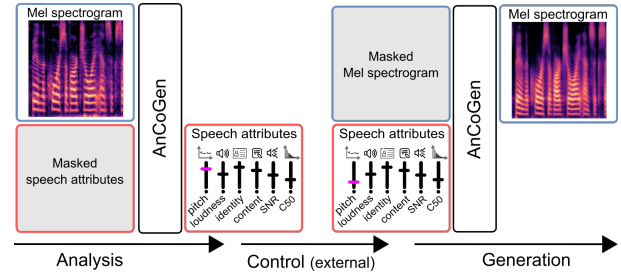 Mel spectrogram
Masked
speech attributes
AnCoGen
Speech attributes
pitch
loudness
identity
content
SNR
C50
Masked
Mel spectrogram
Speech attributes
pitch
loudness
identity
content
SNR
C50
AnCoGen
Mel spectrogram
Analysis
Control (external)
Generation